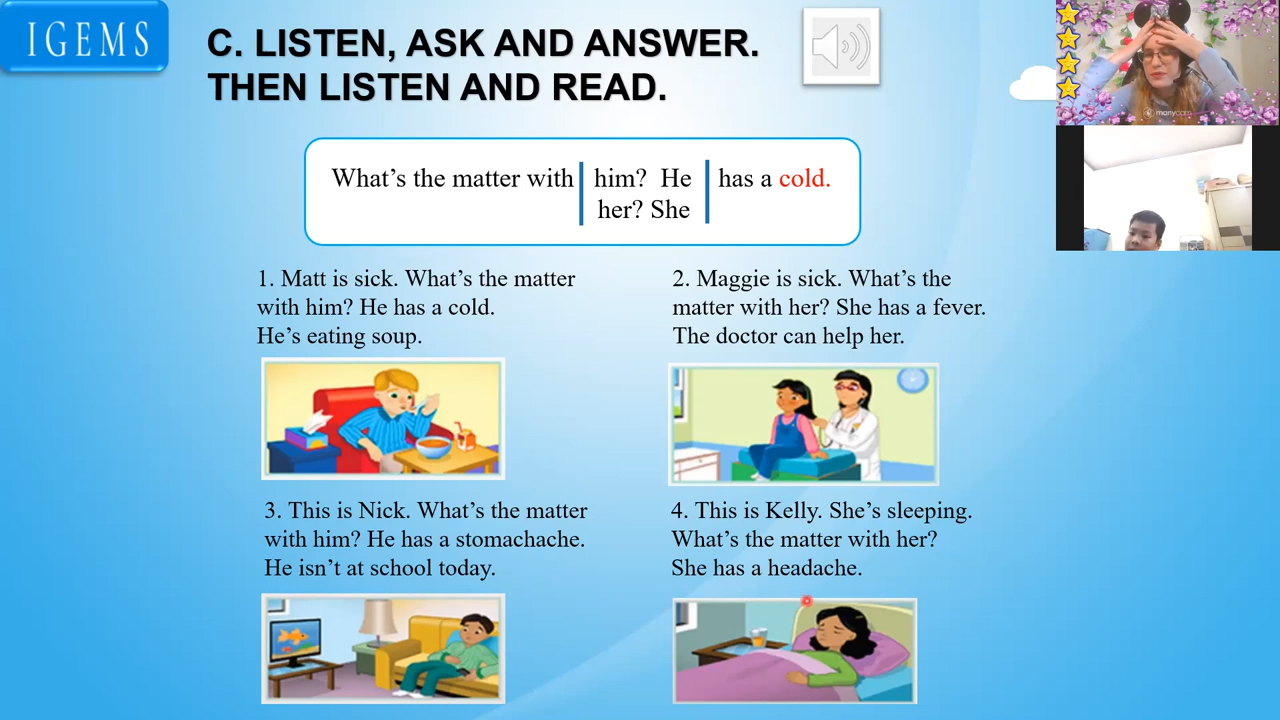 IGEMS
C. LISTEN, ASK AND ANSWER.
THEN LISTEN AND READ.
What's the matter with him? He has a cold.
her? She
1. Matt is sick. What's the matter
with him? He has a cold.
He's eating soup.
2. Maggie is sick. What's the
matter with her? She has a fever.
The doctor can help her.
3. This is Nick. What's the matter
with him? He has a stomachache.
He isn't at school today.
4. This is Kelly. She's sleeping.
What's the matter with her?
She has a headache.
manycam